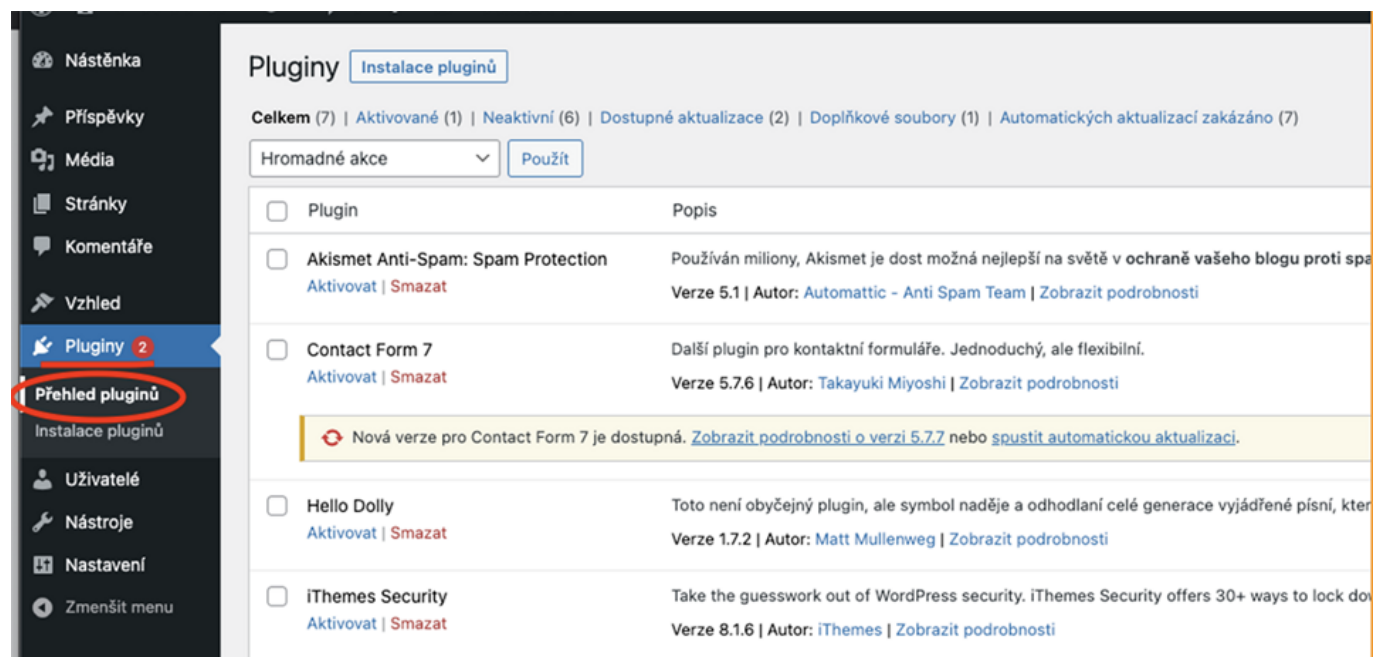 Nástěnka
Příspěvky
Média
Stránky
Komentáře
Vzhled
Pluginy 2
Přehled pluginů
Instalace pluginů
Uživatelé
Nástroje
Nastavení
Zmenšit menu
Pluginy Instalace pluginů
Celkem (7) | Aktivované (1) | Neaktivní (6) | Dostupné aktualizace (2) | Doplňkové soubory (1) | Automatických aktualizací zakázáno (7)
Hromadné akce Použít
Plugin Popis
Akismet Anti-Spam: Spam Protection
Aktivovat | Smazat
Používán miliony, Akismet je dost možná nejlepší na světě v ochraně vašeho blogu proti spa
Verze 5.1 | Autor: Automattic - Anti Spam Team | Zobrazit podrobnosti
Contact Form 7
Aktivovat | Smazat
Další plugin pro kontaktní formuláře. Jednoduchý, ale flexibilní.
Verze 5.7.6 | Autor: Takayuki Miyoshi | Zobrazit podrobnosti
Nová verze pro Contact Form 7 je dostupná. Zobrazit podrobnosti o verzi 5.7.7 nebo spustit automatickou aktualizaci.
Hello Dolly
Aktivovat | Smazat
Toto není obyčejný plugin, ale symbol naděje a odhodlaní celé generace vyjádřené písní, kter
Verze 1.7.2 | Autor: Matt Mullenweg | Zobrazit podrobnosti
iThemes Security
Aktivovat | Smazat
Take the guesswork out of WordPress security. iThemes Security offers 30+ ways to lock do
Verze 8.1.6 | Autor: iThemes | Zobrazit podrobnosti